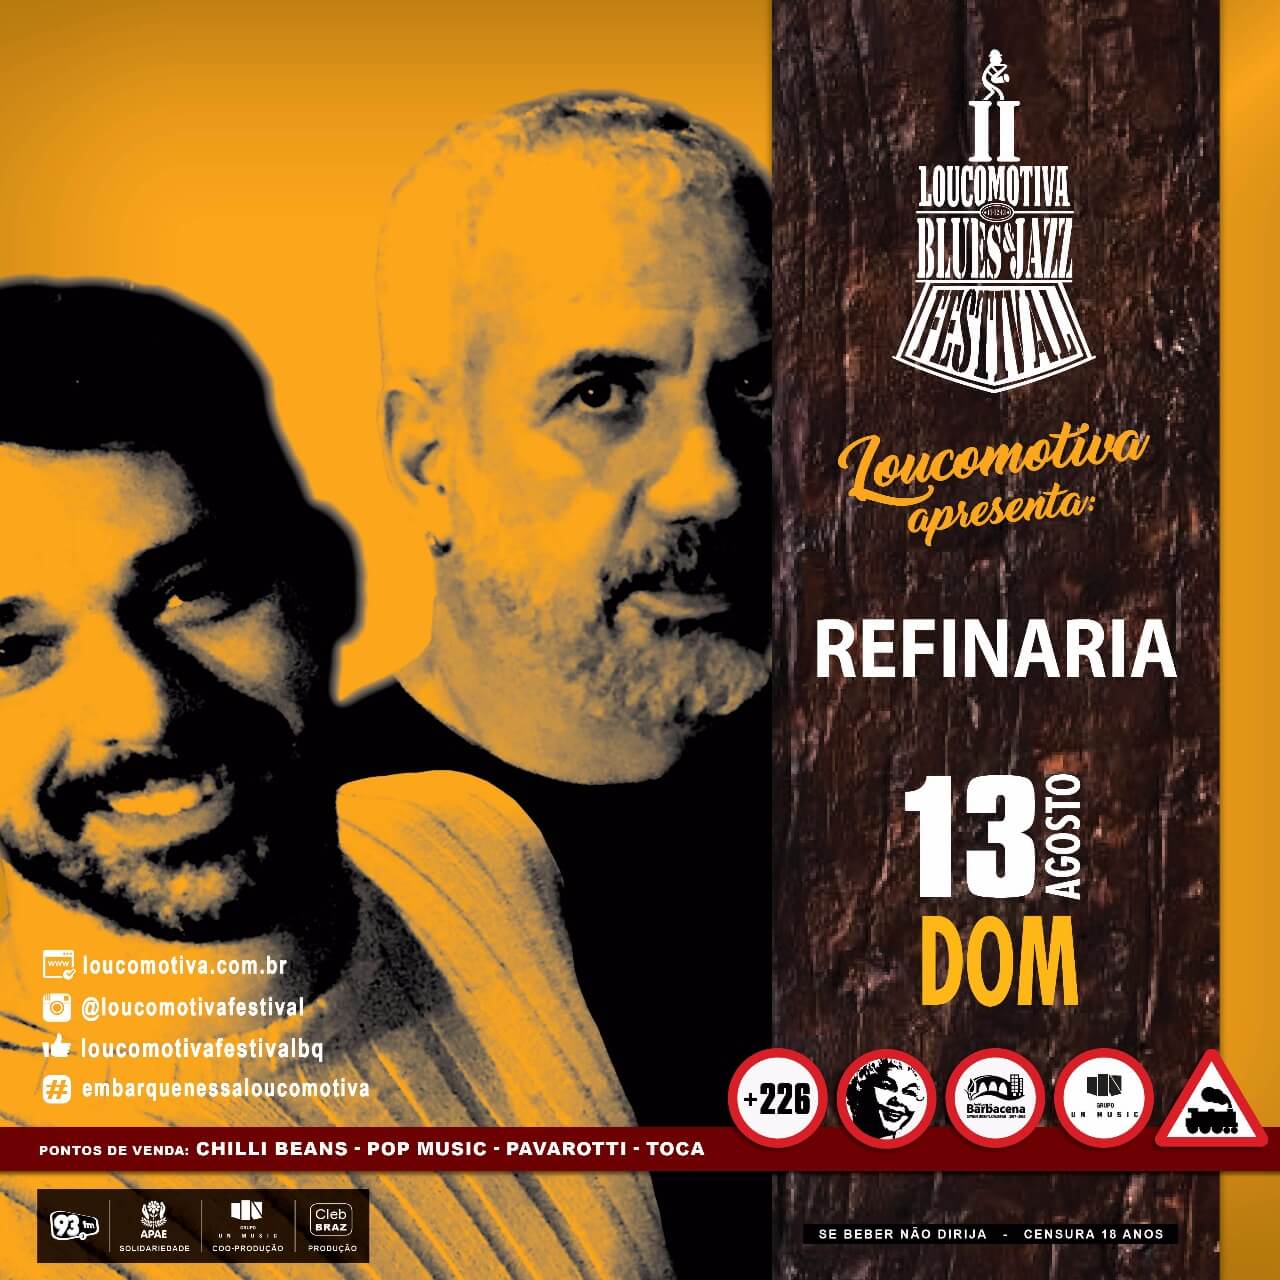 II
LOUCOMOTIVA
BLUES & JAZZ
FESTIVAL
Loucomotiva
apresenta:
REFINARIA
13
AGOSTO
DOM
www
loucomotiva.com.br
@loucomotivafestival
loucomotivafestivalbq
# embarquenessaloucomotiva
+226
Barbacena
GRUPO
UN MUSIC
PONTOS DE VENDA: CHILLI BEANS - POP MUSIC - PAVAROTTI - TOCA
93 fm
APAE
SOLIDARIEDADE
GRUPO
UN MUSIC
COO-PRODUÇÃO
Cleb
BRAZ
PRODUÇÃO
SE BEBER NÃO DIRIJA - CENSURA 18 ANOS